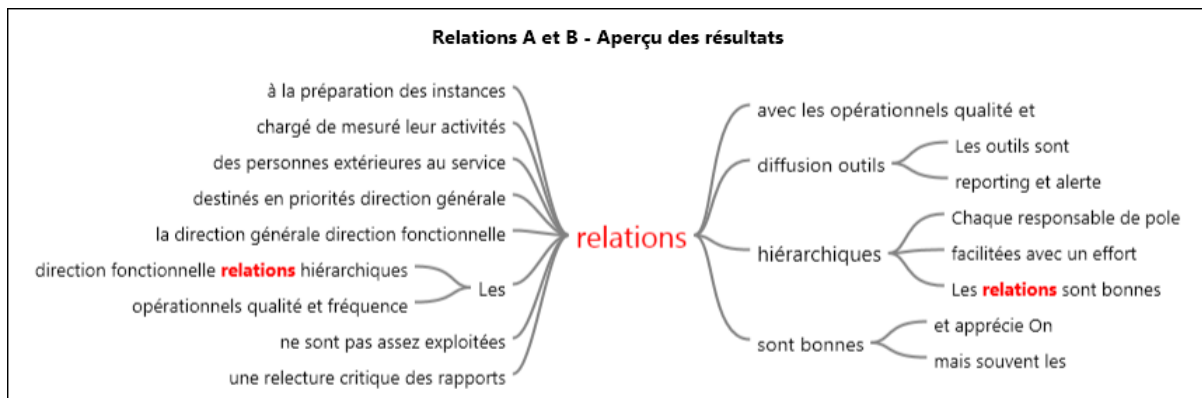 Relations A et B - Aperçu des résultats
à la préparation des instances
chargé de mesuré leur activités
des personnes extérieures au service
destinés en priorités direction générale
la direction générale direction fonctionnelle
direction fonctionnelle relations hiérarchiques
opérationnels qualité et fréquence
Les
ne sont pas assez exploitées
une relecture critique des rapports
relations
avec les opérationnels qualité et
diffusion outils
Les outils sont
reporting et alerte
hiérarchiques
Chaque responsable de pole
facilitées avec un effort
Les relations sont bonnes
sont bonnes
et apprécie On
mais souvent les